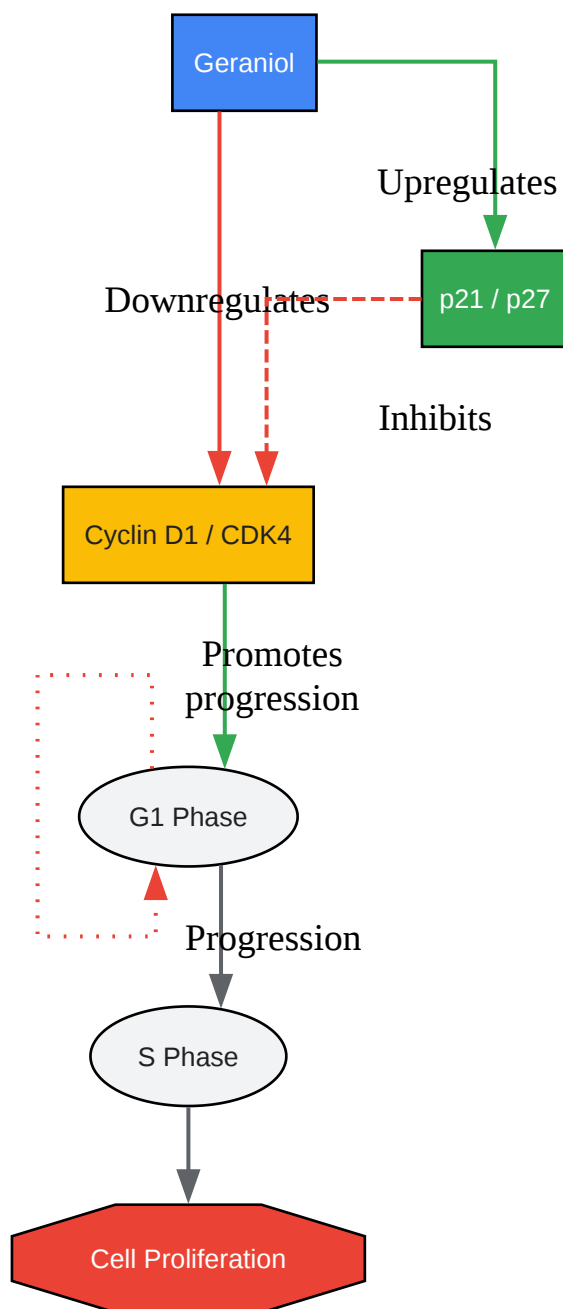 Geraniol
Upregulates
Downregulates
p21 / p27
Inhibits
Cyclin D1 / CDK4
Promotes
progression
G1 Phase
Progression
S Phase
Cell Proliferation